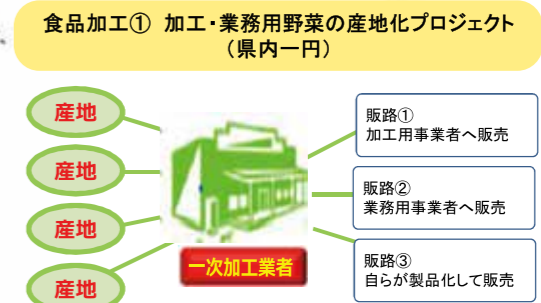 食品加工① 加工・業務用野菜の産地化プロジェクト
（県内一円）
産地
産地
産地
産地
一次加工業者
販路①
加工用事業者へ販売
販路②
業務用事業者へ販売
販路③
自らが製品化して販売